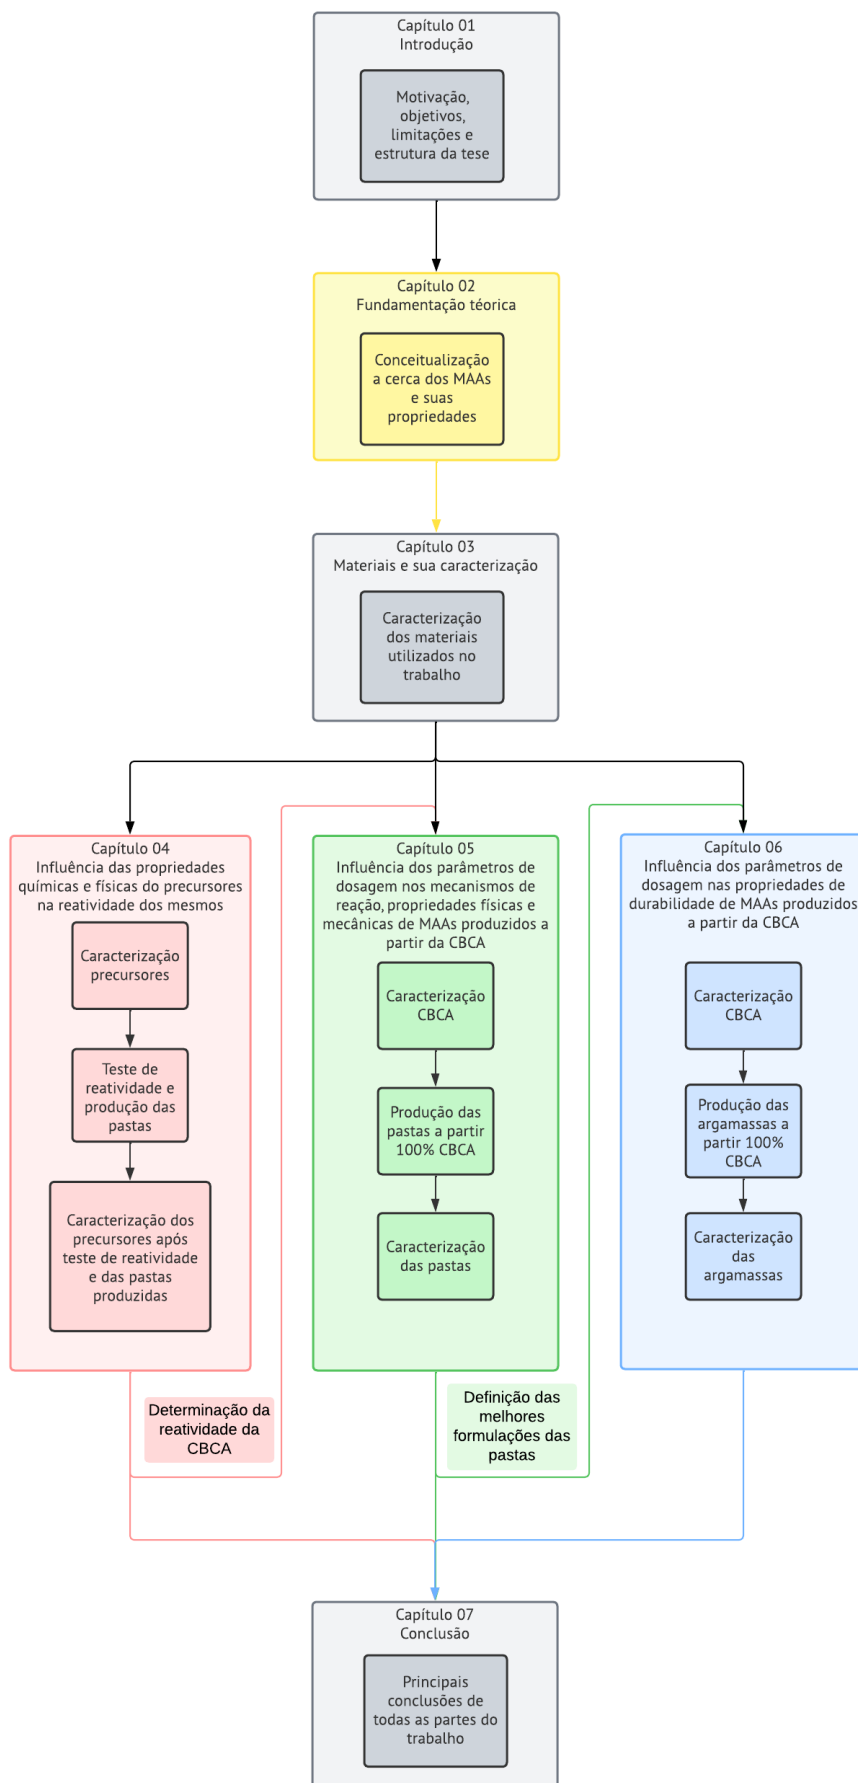 Capítulo 01
Introdução
Motivação,
objetivos,
limitações e
estrutura da tese
Capítulo 02
Fundamentação téorica
Conceitualização
a cerca dos MAAs
e suas
propriedades
Capítulo 03
Materiais e sua caracterização
Caracterização
dos materiais
utilizados no
trabalho
Capítulo 04
Influência das propriedades
químicas e físicas do precursores
na reatividade dos mesmos
Caracterização
precursores
Teste de
reatividade e
produção das
pastas
Caracterização dos
precursores após
teste de reatividade
e das pastas
produzidas
Determinação da
reatividade da
CBCA
Capítulo 05
Influência dos parâmetros de
dosagem nos mecanismos de
reação, propriedades físicas e
mecânicas de MAAs produzidos a
partir da CBCA
Caracterização
CBCA
Produção das
pastas a partir
100% CBCA
Caracterização
das pastas
Definição das
melhores
formulações das
pastas
Capítulo 06
Influência dos parâmetros de
dosagem nas propriedades de
durabilidade de MAAs produzidos
a partir da CBCA
Caracterização
CBCA
Produção das
argamassas a
partir 100%
CBCA
Caracterização
das
argamassas
Capítulo 07
Conclusão
Principais
conclusões de
todas as partes do
trabalho